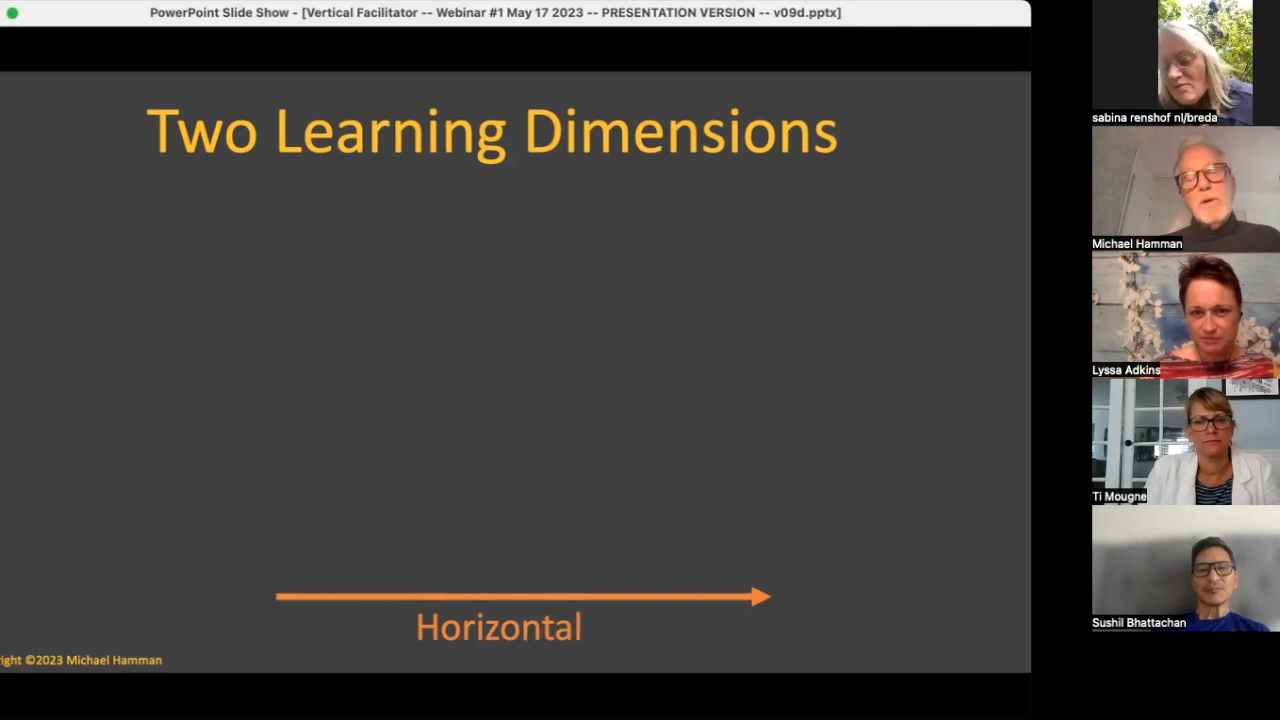 PowerPoint Slide Show - [Vertical Facilitator -- Webinar #1 May 17 2023 -- PRESENTATION VERSION -- v09d.pptx]
Two Learning Dimensions
Horizontal
right ©2023 Michael Hamman
sabina renshof nl/breda
Michael Hamman
Lyssa Adkins
Ti Mougne
Sushil Bhattachan